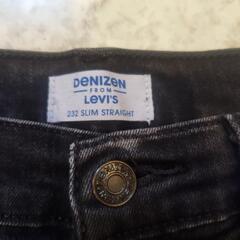 DENIZEN
FROM
LEVI'S
232 SLIM STRAIGHT